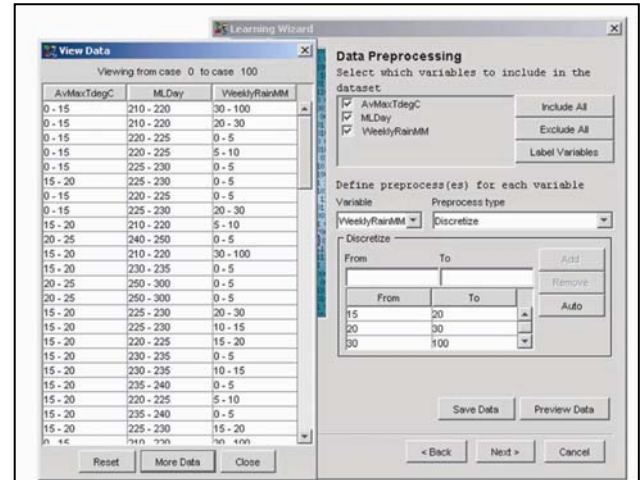 Learning Wizard
View Data
Viewing from case 0 to case 100
AvMaxTdegC MLDay WeeklyRainMM
0 - 15 210 - 220 30 - 100
0 - 15 210 - 220 20 - 30
0 - 15 220 - 225 0 - 5
0 - 15 220 - 225 5 - 10
0 - 15 225 - 230 0 - 5
15 - 20 225 - 230 0 - 5
0 - 15 220 - 225 0 - 5
0 - 15 225 - 230 20 - 30
15 - 20 210 - 220 5 - 10
20 - 25 240 - 250 0 - 5
15 - 20 210 - 220 30 - 100
15 - 20 230 - 235 0 - 5
20 - 25 250 - 300 0 - 5
20 - 25 250 - 300 0 - 5
15 - 20 225 - 230 20 - 30
15 - 20 225 - 230 10 - 15
15 - 20 220 - 225 15 - 20
15 - 20 230 - 235 0 - 5
15 - 20 230 - 235 10 - 15
15 - 20 235 - 240 0 - 5
15 - 20 220 - 225 5 - 10
15 - 20 235 - 240 0 - 5
15 - 20 225 - 230 15 - 20
0 - 15 210 - 220 30 - 100
Reset More Data Close
Data Preprocessing
Select which variables to include in the
dataset
AvMaxTdegC
MLDay
WeeklyRainMM
Include All
Exclude All
Label Variables
Define preprocess(es) for each variable
Variable Preprocess type
WeeklyRainMM Discretize
Discretize
From To
Add
Remove
Auto
From To
15 20
20 30
30 100
Save Data Preview Data
< Back Next > Cancel